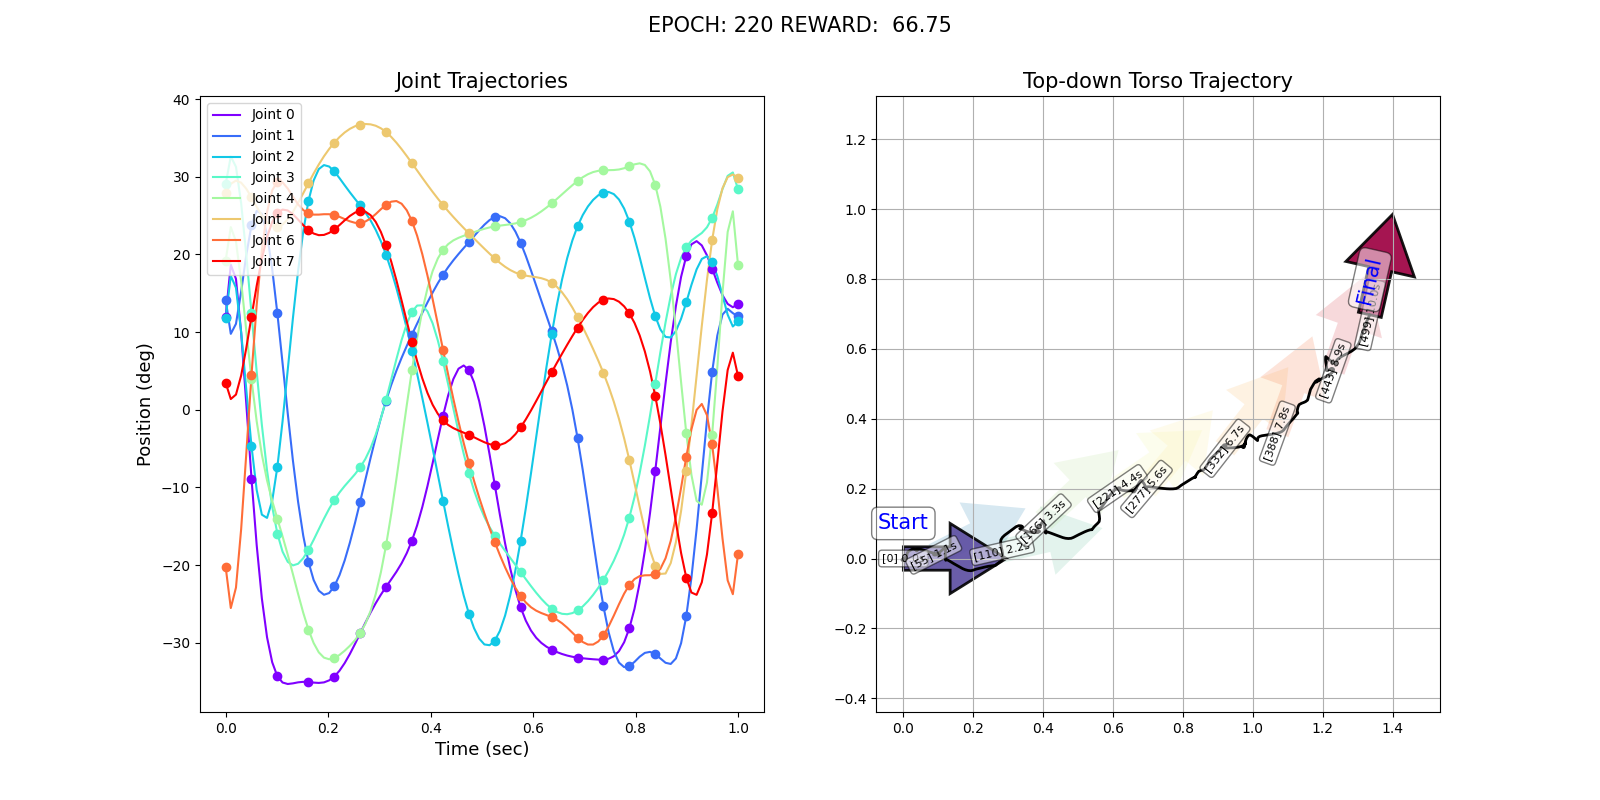 EPOCH: 220 REWARD:  66.75
Joint Trajectories
Position (deg)
40
30
20
10
0
−10
−20
−30
Joint 0
Joint 1
Joint 2
Joint 3
Joint 4
Joint 5
Joint 6
Joint 7
0.0
0.2
0.4
0.6
0.8
1.0
Time (sec)
Top-down Torso Trajectory
1.2
1.0
0.8
0.6
0.4
0.2
0.0
−0.2
−0.4
Start
[0]
[55] 1.1s
[110] 2.2s
[166] 3.3s
[221] 4.4s
[277] 5.6s
[332] 6.7s
[388] 7.8s
[443] 8.9s
[499]
Final
0.0
0.2
0.4
0.6
0.8
1.0
1.2
1.4